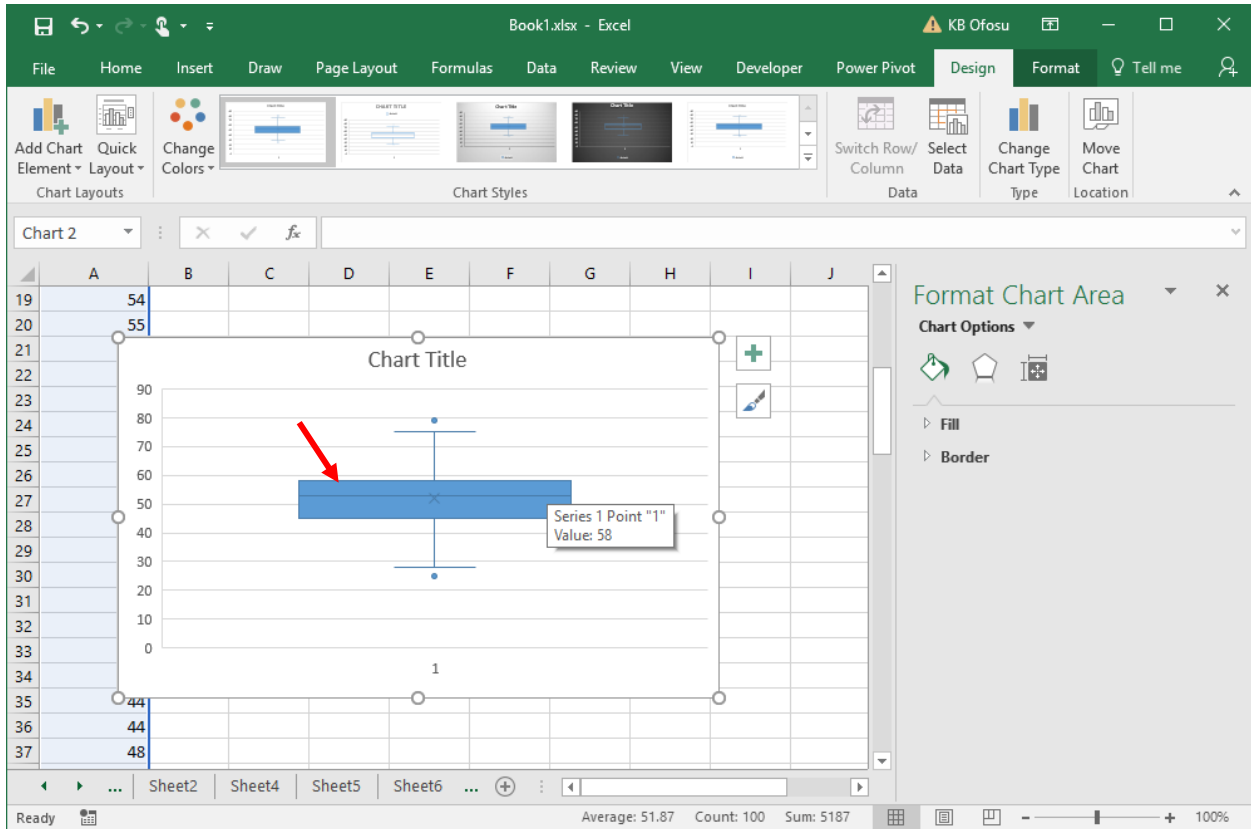 Book1.xlsx - Excel
KB Ofosu
File Home Insert Draw Page Layout Formulas Data Review View Developer Power Pivot Design Format Tell me
Add Chart Element
Quick Layout
Change Colors
Switch Row/ Column
Select Data
Change Chart Type
Move Chart
Chart Layouts
Chart Styles
Data
Type
Location
Chart 2
fx
A B C D E F G H I J
19 54
20 55
21
22
23
24
25
26
27
28
29
30
31
32
33
34
35 44
36 44
37 48
Chart Title
90
80
70
60
50
40
30
20
10
0
1
Series 1 Point "1"
Value: 58
Format Chart Area
Chart Options
Fill
Border
... Sheet2 Sheet4 Sheet5 Sheet6 ...
Ready Average: 51.87 Count: 100 Sum: 5187 100%